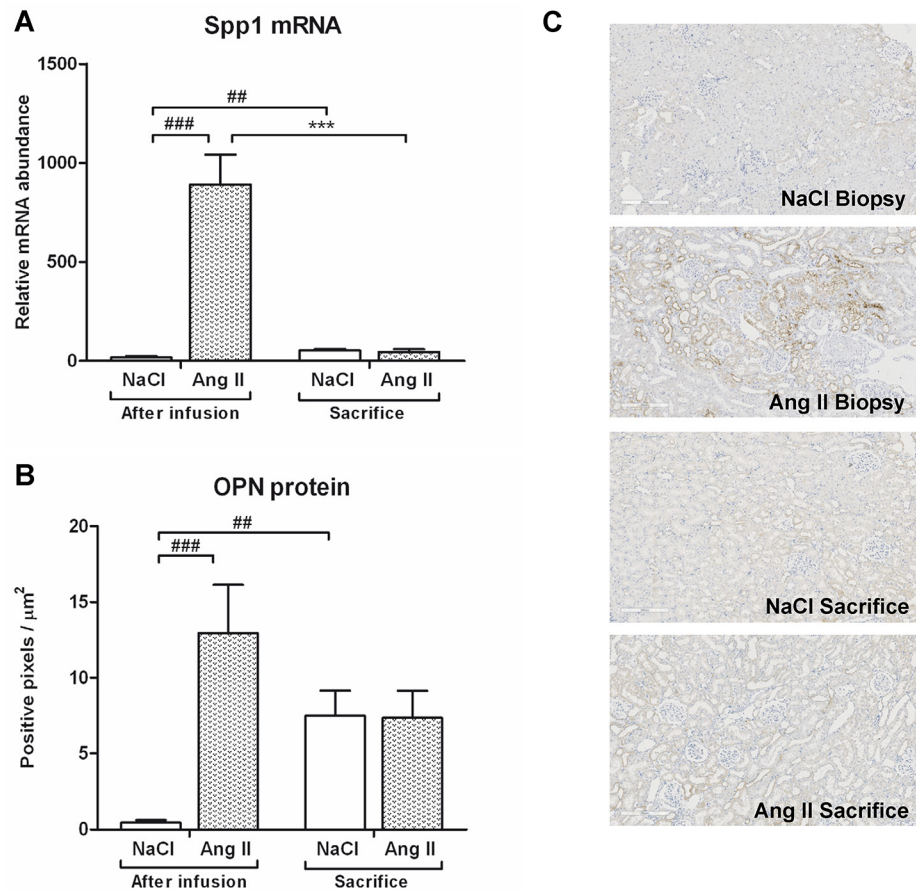 A
Spp1 mRNA
Relative mRNA abundance
1500
1000
500
0
##
###
***
NaCl
Ang II
NaCl
Ang II
After infusion
Sacrifice
B
OPN protein
Positive pixels / µm²
20
15
10
5
0
##
###
NaCl
Ang II
NaCl
Ang II
After infusion
Sacrifice
C
NaCl Biopsy
Ang II Biopsy
NaCl Sacrifice
Ang II Sacrifice